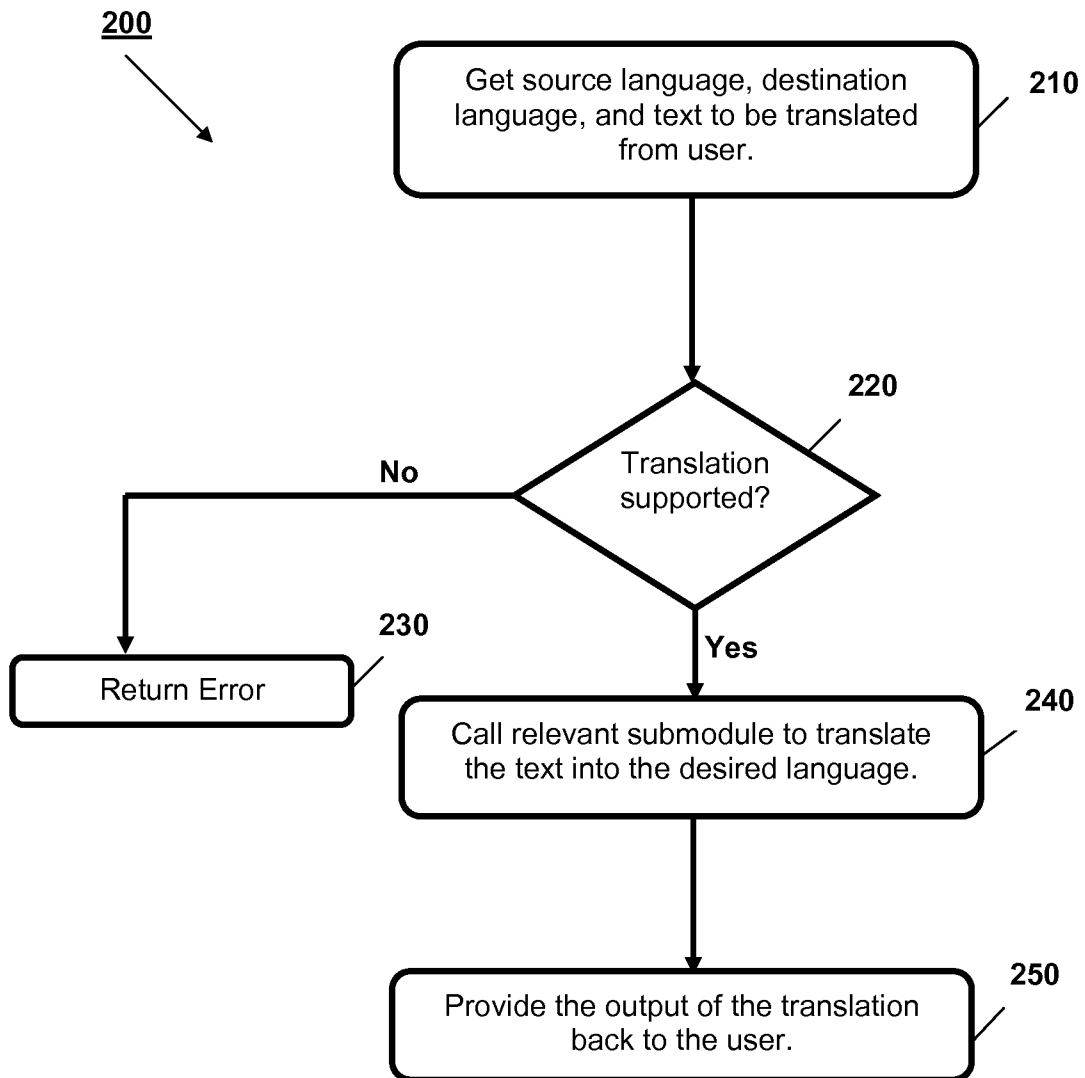 200
Get source language, destination
language, and text to be translated
from user.
210
220
Translation
supported?
No
Yes
230
Return Error
240
Call relevant submodule to translate
the text into the desired language.
250
Provide the output of the translation
back to the user.